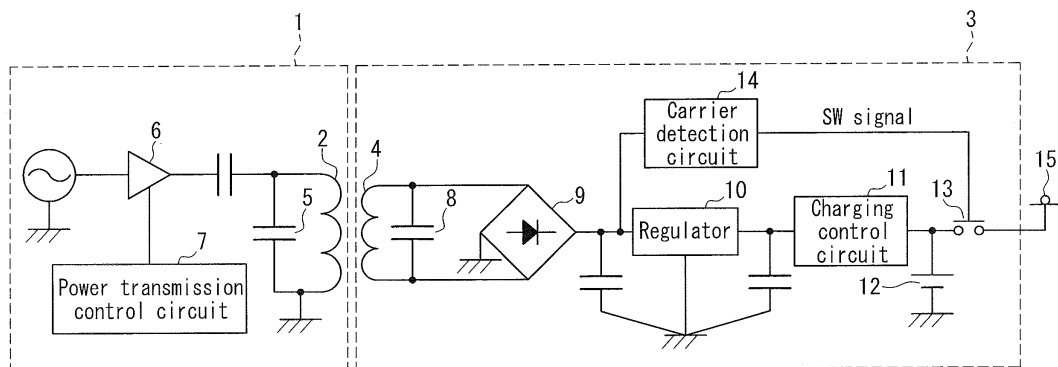 1
3
14
Carrier
detection
circuit
SW signal
6
2
4
15
5
8
9
10
Regulator
11
Charging
control
circuit
13
7
Power transmission
control circuit
12